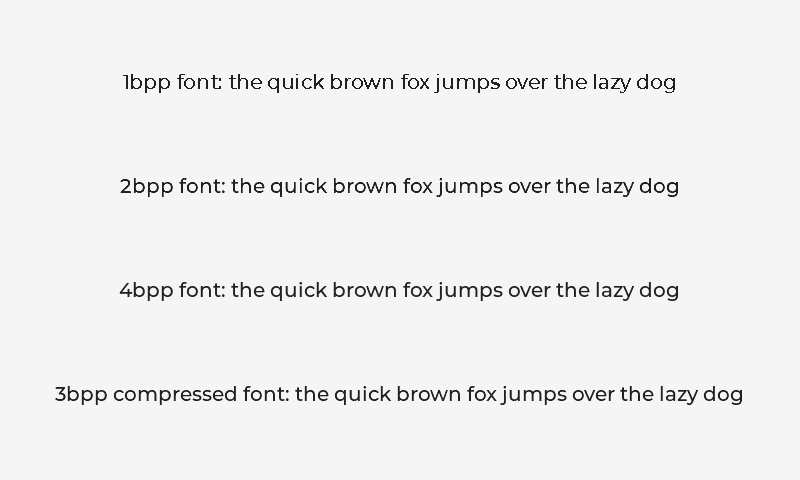 1bpp font: the quick brown fox jumps over the lazy dog
2bpp font: the quick brown fox jumps over the lazy dog
4bpp font: the quick brown fox jumps over the lazy dog
3bpp compressed font: the quick brown fox jumps over the lazy dog